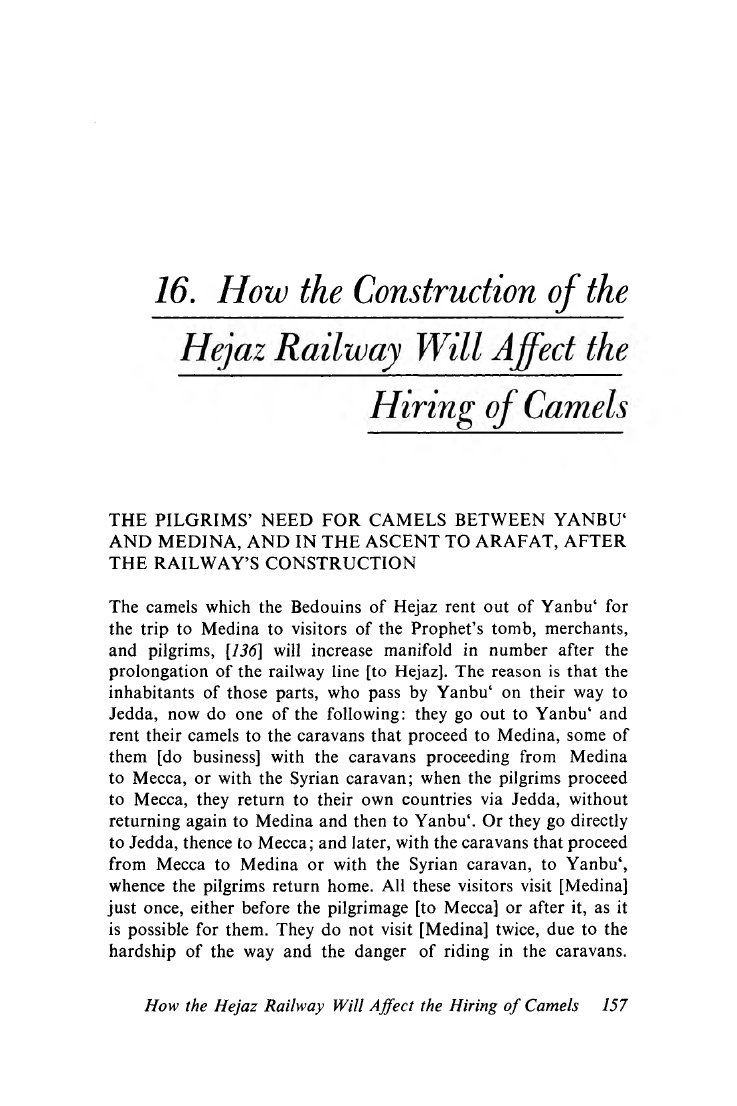 16. How the Construction of the
Hejaz Railway Will Affect the
Hiring of Camels
THE PILGRIMS’ NEED FOR CAMELS BETWEEN YANBU‘
AND MEDINA, AND IN THE ASCENT TO ARAFAT, AFTER
THE RAILWAY’S CONSTRUCTION
The camels which the Bedouins of Hejaz rent out of Yanbu‘ for
the trip to Medina to visitors of the Prophet’s tomb, merchants,
and pilgrims, [136] will increase manifold in number after the
prolongation of the railway line [to Hejaz]. The reason is that the
inhabitants of those parts, who pass by Yanbu‘ on their way to
Jedda, now do one of the following: they go out to Yanbu‘ and
rent their camels to the caravans that proceed to Medina, some of
them [do business] with the caravans proceeding from Medina
to Mecca, or with the Syrian caravan; when the pilgrims proceed
to Mecca, they return to their own countries via Jedda, without
returning again to Medina and then to Yanbu‘. Or they go directly
to Jedda, thence to Mecca; and later, with the caravans that proceed
from Mecca to Medina or with the Syrian caravan, to Yanbu‘,
whence the pilgrims return home. All these visitors visit [Medina]
just once, either before the pilgrimage [to Mecca] or after it, as it
is possible for them. They do not visit [Medina] twice, due to the
hardship of the way and the danger of riding in the caravans.
How the Hejaz Railway Will Affect the Hiring of Camels 157